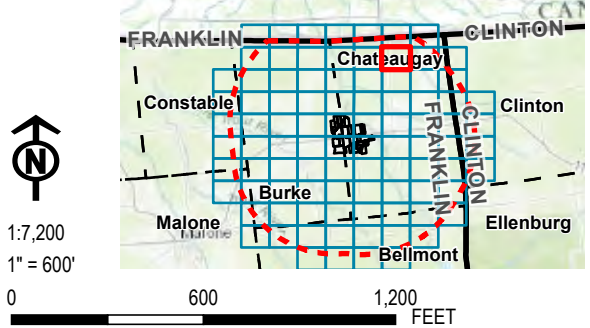 CAN
FRANKLIN
CLINTON
Chateaugay
Constable
Clinton
FRANKLIN
CLINTON
Burke
Malone
Malone
Ellenburg
Bellmont
N
1:7,200
1" = 600'
0 600 1,200
FEET